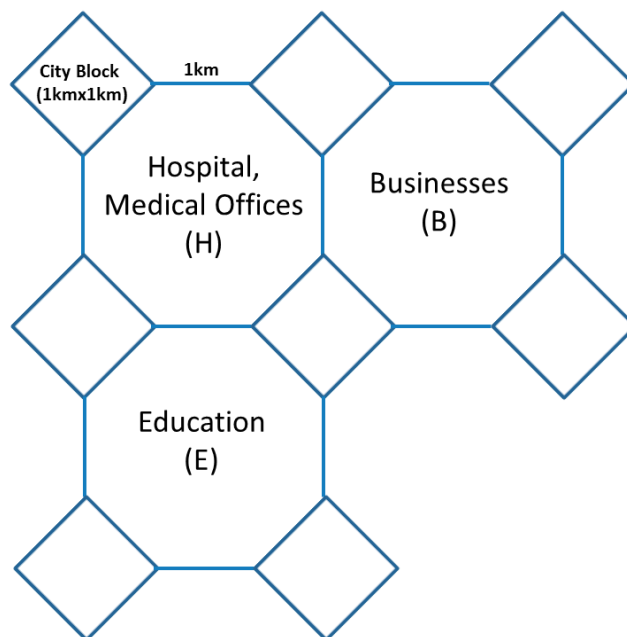 City Block
(1kmx1km)
1km
Hospital,
Medical Offices
(H)
Businesses
(B)
Education
(E)